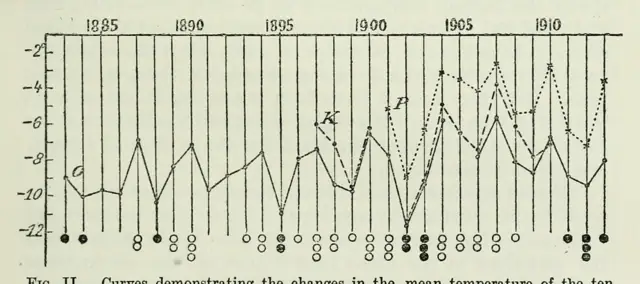 1885 1890 1895 1900 1905 1910
-2°
-4
-6
-8
-10
-12
O
K
P
FIG. II. Curves demonstrating the changes in the mean temperature of the ten